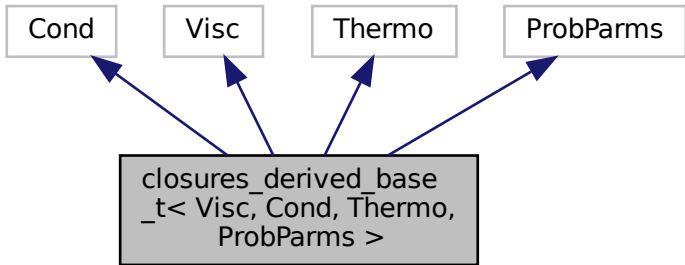 Cond
Visc
Thermo
ProbParms
closures_derived_base
_t< Visc, Cond, Thermo,
ProbParms >